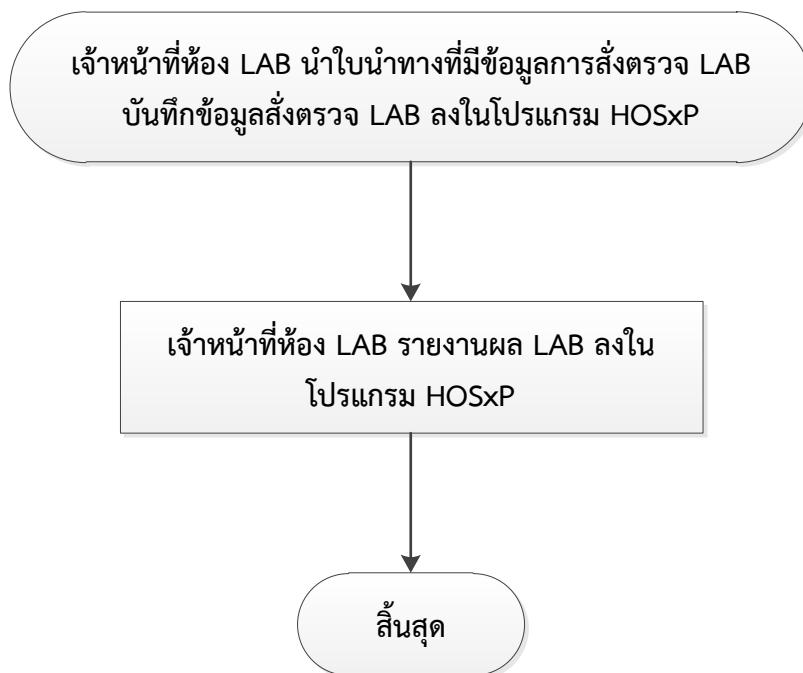 เจ้าหน้าที่ห้อง LAB นำใบนำทางที่มีข้อมูลการสั่งตรวจ LAB
บันทึกข้อมูลสั่งตรวจ LAB ลงในโปรแกรม HOSxP
เจ้าหน้าที่ห้อง LAB รายงานผล LAB ลงใน
โปรแกรม HOSxP
สิ้นสุด